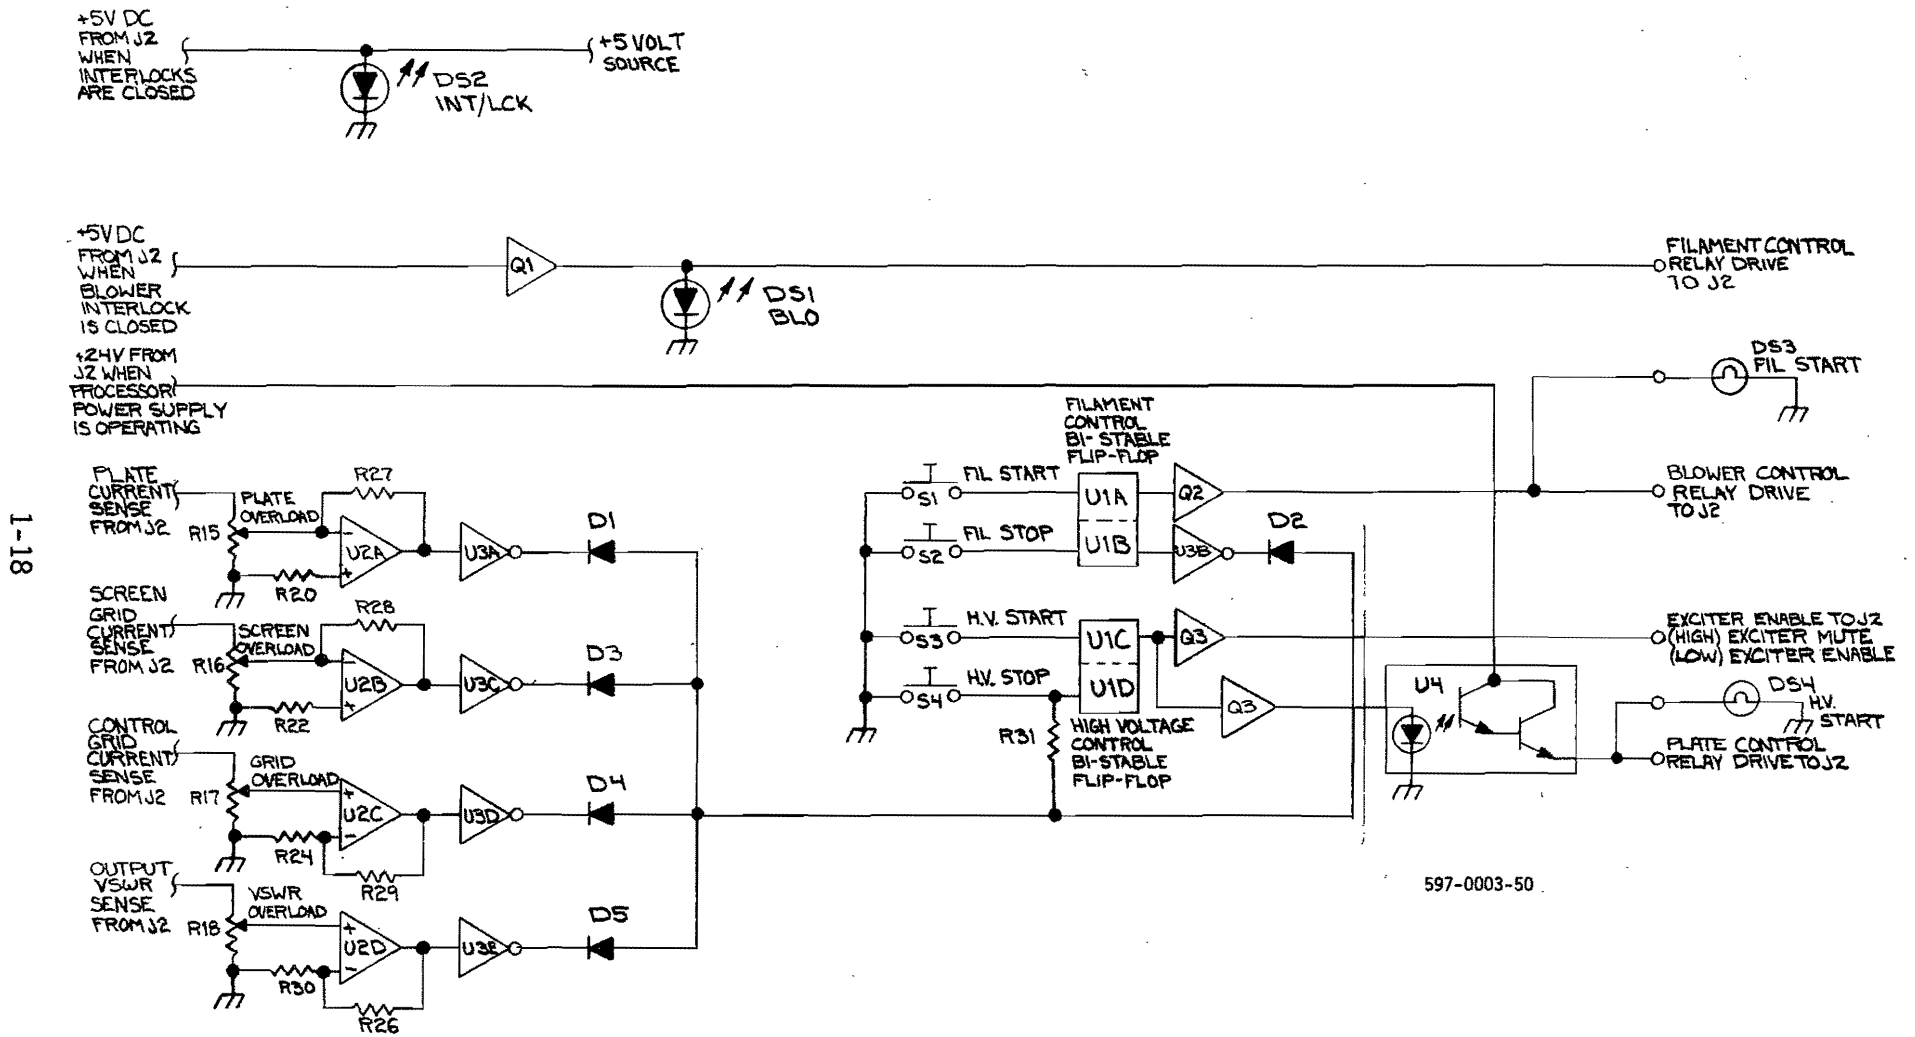 +5V DC
FROM J2
WHEN
INTERLOCKS
ARE CLOSED
+5 VOLT
SOURCE
DS2
INT/LCK
+5V DC
FROM J2
WHEN
BLOWER
INTERLOCK
IS CLOSED
Q1
DS1
BLO
FILAMENT CONTROL
RELAY DRIVE
TO J2
+24V FROM
J2 WHEN
PROCESSOR
POWER SUPPLY
IS OPERATING
DS3
FIL START
FILAMENT
CONTROL
BI-STABLE
FLIP-FLOP
PLATE
CURRENT
SENSE
FROM J2
R15
PLATE
OVERLOAD
R27
U2A
R20
U3A
D1
S1
FIL START
U1A
Q2
BLOWER CONTROL
RELAY DRIVE
TO J2
S2
FIL STOP
U1B
U3B
D2
SCREEN
GRID
CURRENT
SENSE
FROM J2
R16
SCREEN
OVERLOAD
R28
U2B
R22
U3C
D3
S3
H.V. START
U1C
Q3
EXCITER ENABLE TO J2
(HIGH) EXCITER MUTE
(LOW) EXCITER ENABLE
S4
H.V. STOP
U1D
Q3
U4
DS4
H.V.
START
R31
HIGH VOLTAGE
CONTROL
BI-STABLE
FLIP-FLOP
PLATE CONTROL
RELAY DRIVE TO J2
CONTROL
GRID
CURRENT
SENSE
FROM J2
R17
GRID
OVERLOAD
U2C
R24
R29
U3D
D4
OUTPUT
VSWR
SENSE
FROM J2
R18
VSWR
OVERLOAD
U2D
R30
R26
U3E
D5
597-0003-50
1-18